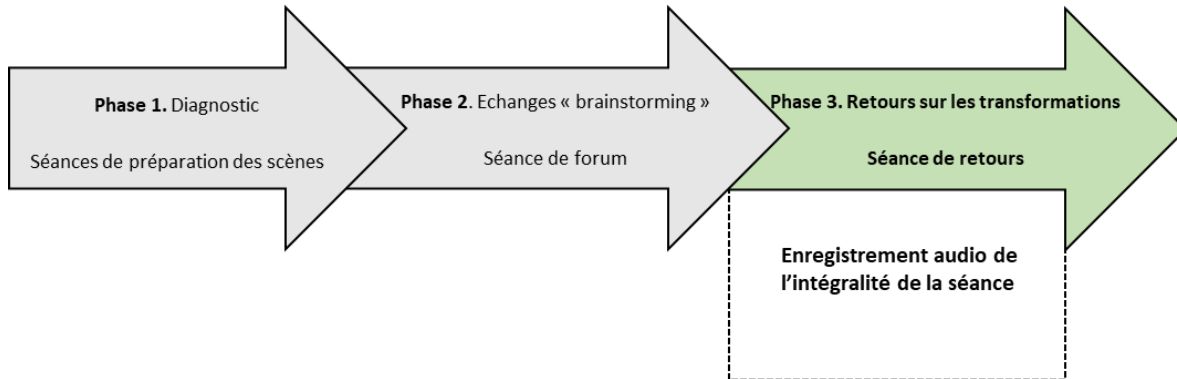 Phase 1. Diagnostic
Séances de préparation des scènes
Phase 2. Echanges « brainstorming »
Séance de forum
Phase 3. Retours sur les transformations
Séance de retours
Enregistrement audio de
l'intégralité de la séance